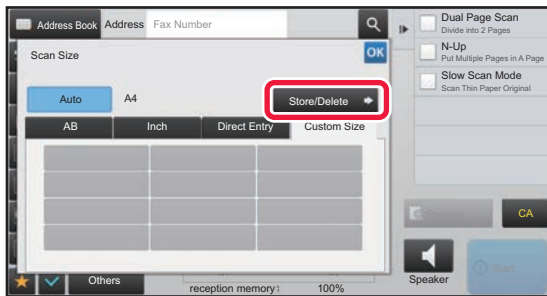 Address Book
Address
Fax Number
Dual Page Scan
Divide into 2 Pages
N-Up
Put Multiple Pages in A Page
Slow Scan Mode
Scan Thin Paper Original
Scan Size
OK
Auto
A4
Store/Delete
AB
Inch
Direct Entry
Custom Size
CA
Start
Speaker
Others
reception memory:
100%